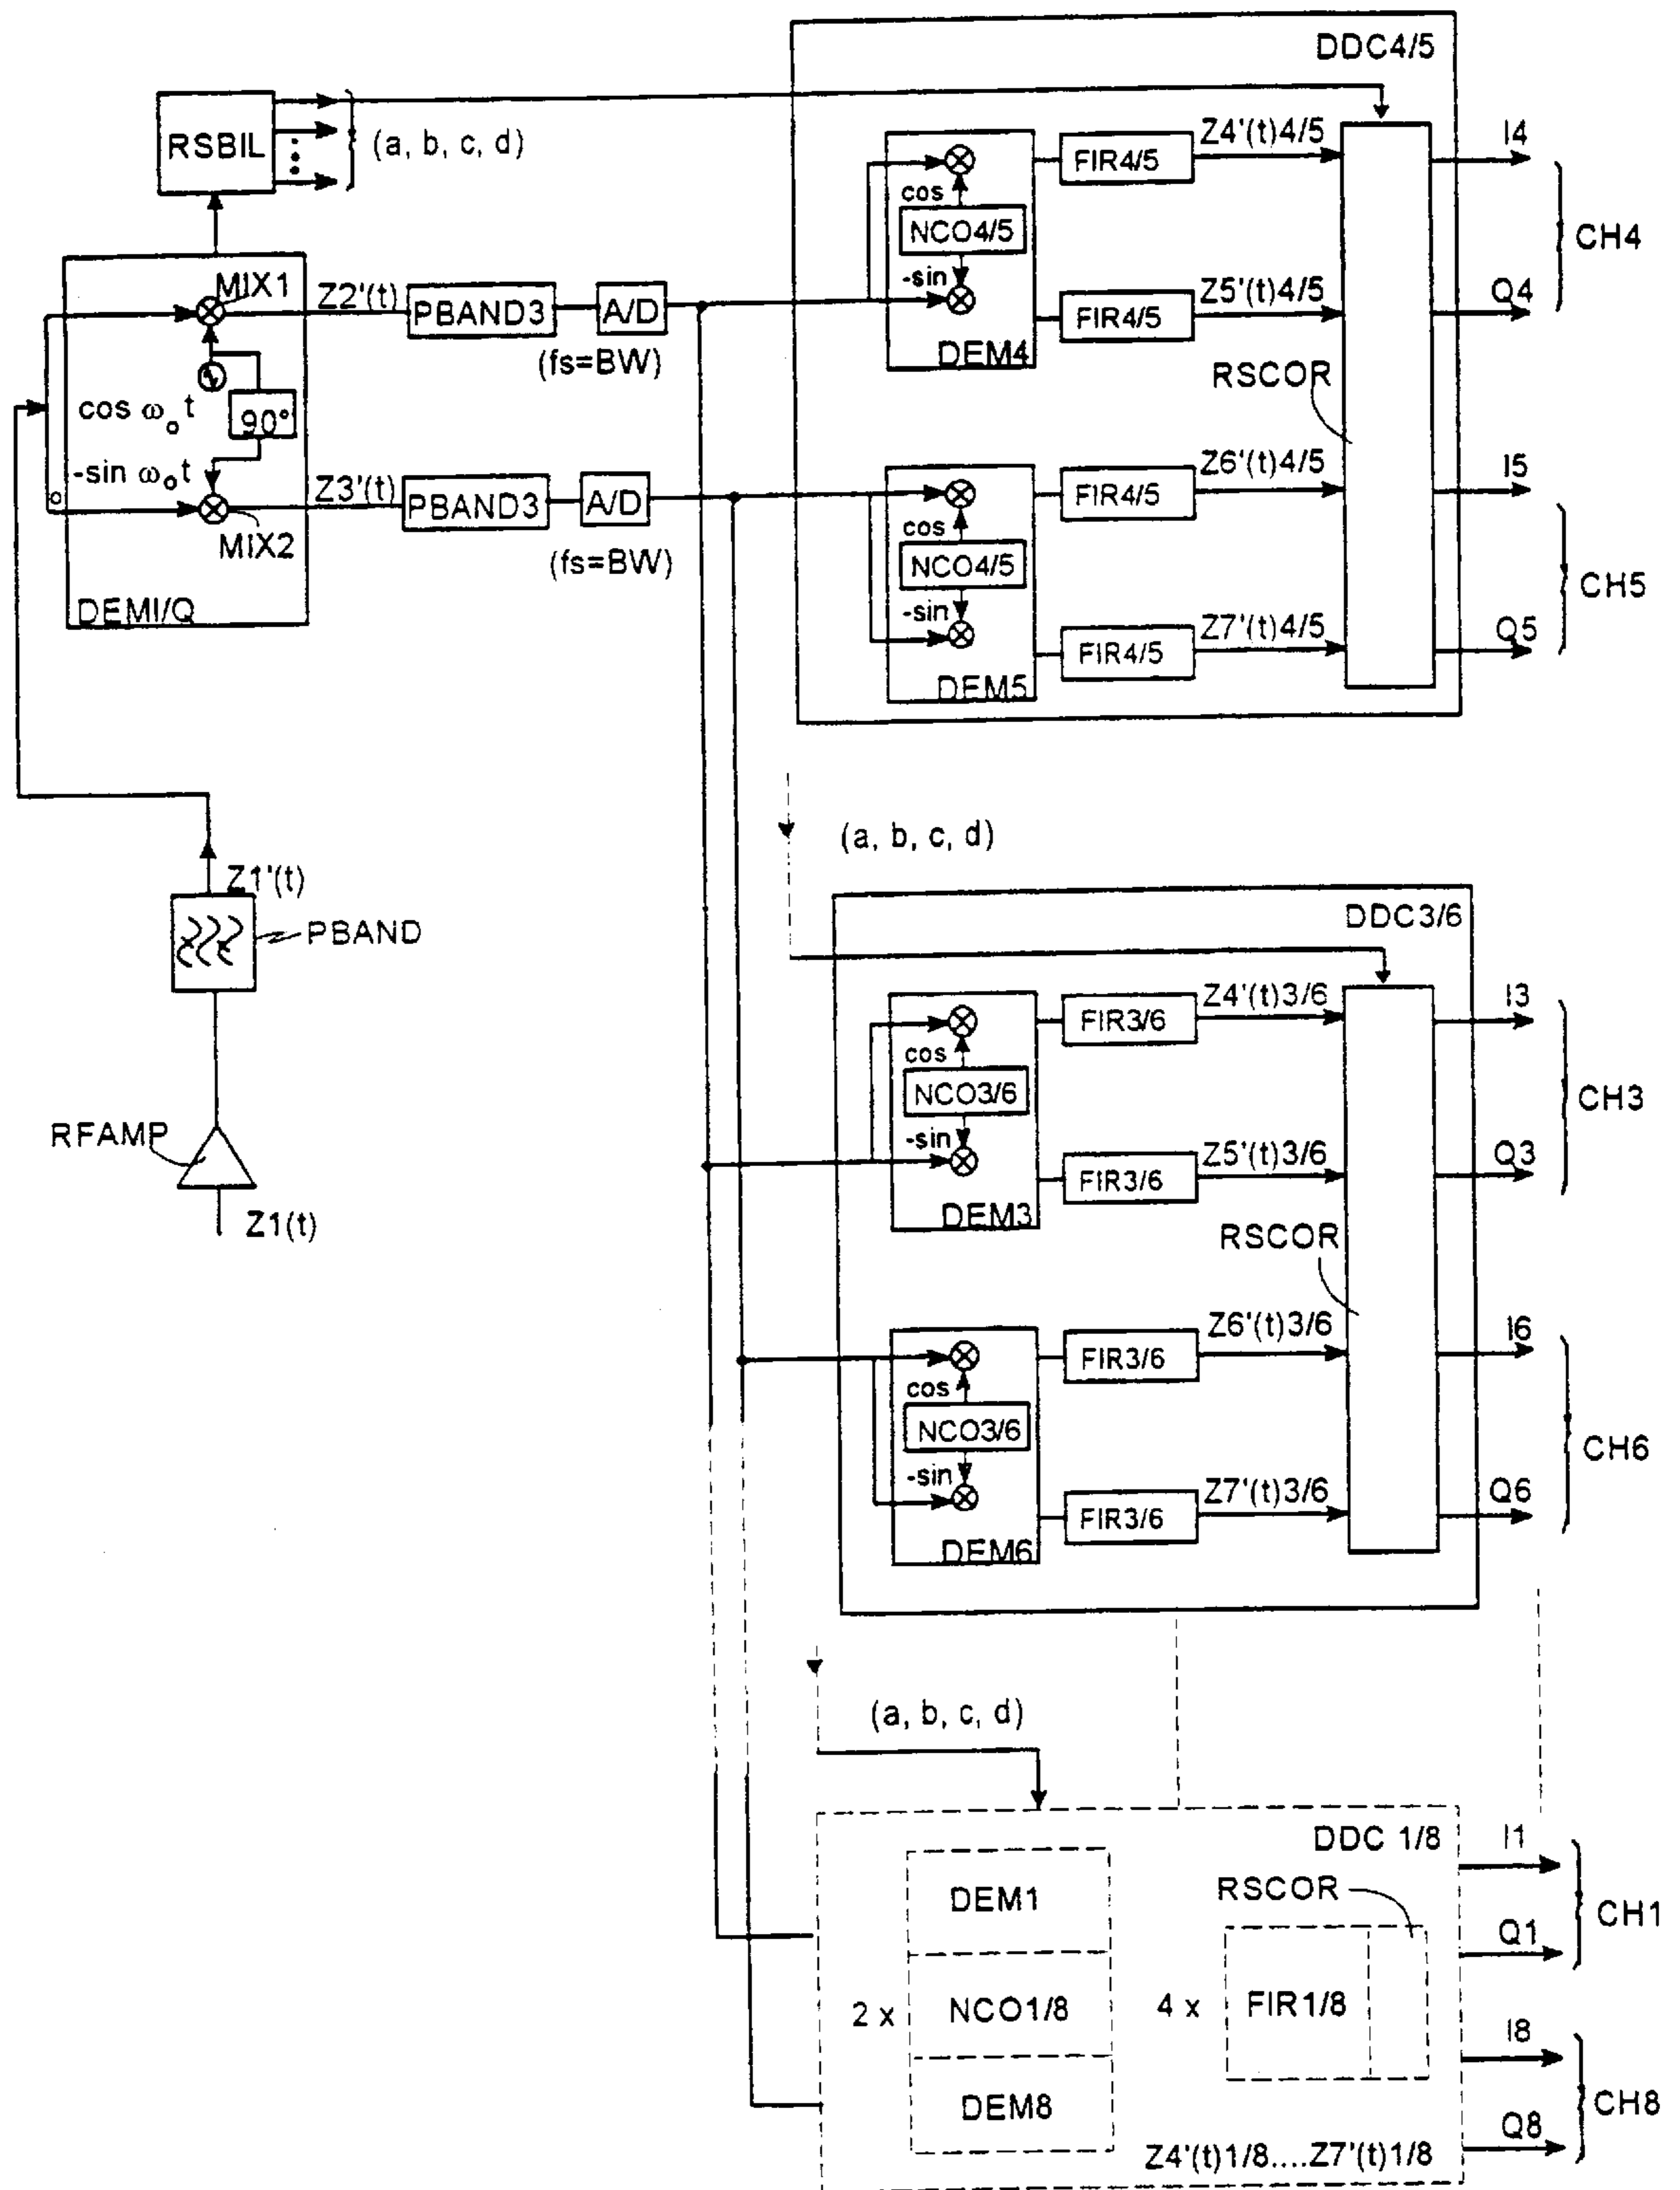 DDC4/5
RSBIL
(a, b, c, d)
MIX1
Z2'(t)
PBAND3
A/D
(fs=BW)
cos ω₀t
90°
-sin ω₀t
Z3'(t)
PBAND3
A/D
(fs=BW)
MIX2
DEMI/Q
cos
NCO4/5
-sin
DEM4
FIR4/5
Z4'(t)4/5
FIR4/5
Z5'(t)4/5
RSCOR
I4
CH4
Q4
cos
NCO4/5
-sin
DEM5
FIR4/5
Z6'(t)4/5
FIR4/5
Z7'(t)4/5
I5
CH5
Q5
Z1'(t)
PBAND
RFAMP
Z1(t)
(a, b, c, d)
DDC3/6
cos
NCO3/6
-sin
DEM3
FIR3/6
Z4'(t)3/6
FIR3/6
Z5'(t)3/6
RSCOR
I3
CH3
Q3
cos
NCO3/6
-sin
DEM6
FIR3/6
Z6'(t)3/6
FIR3/6
Z7'(t)3/6
I6
CH6
Q6
(a, b, c, d)
DDC 1/8
DEM1
2 x
NCO1/8
DEM8
RSCOR
4 x
FIR1/8
Z4'(t)1/8....Z7'(t)1/8
I1
CH1
Q1
I8
CH8
Q8